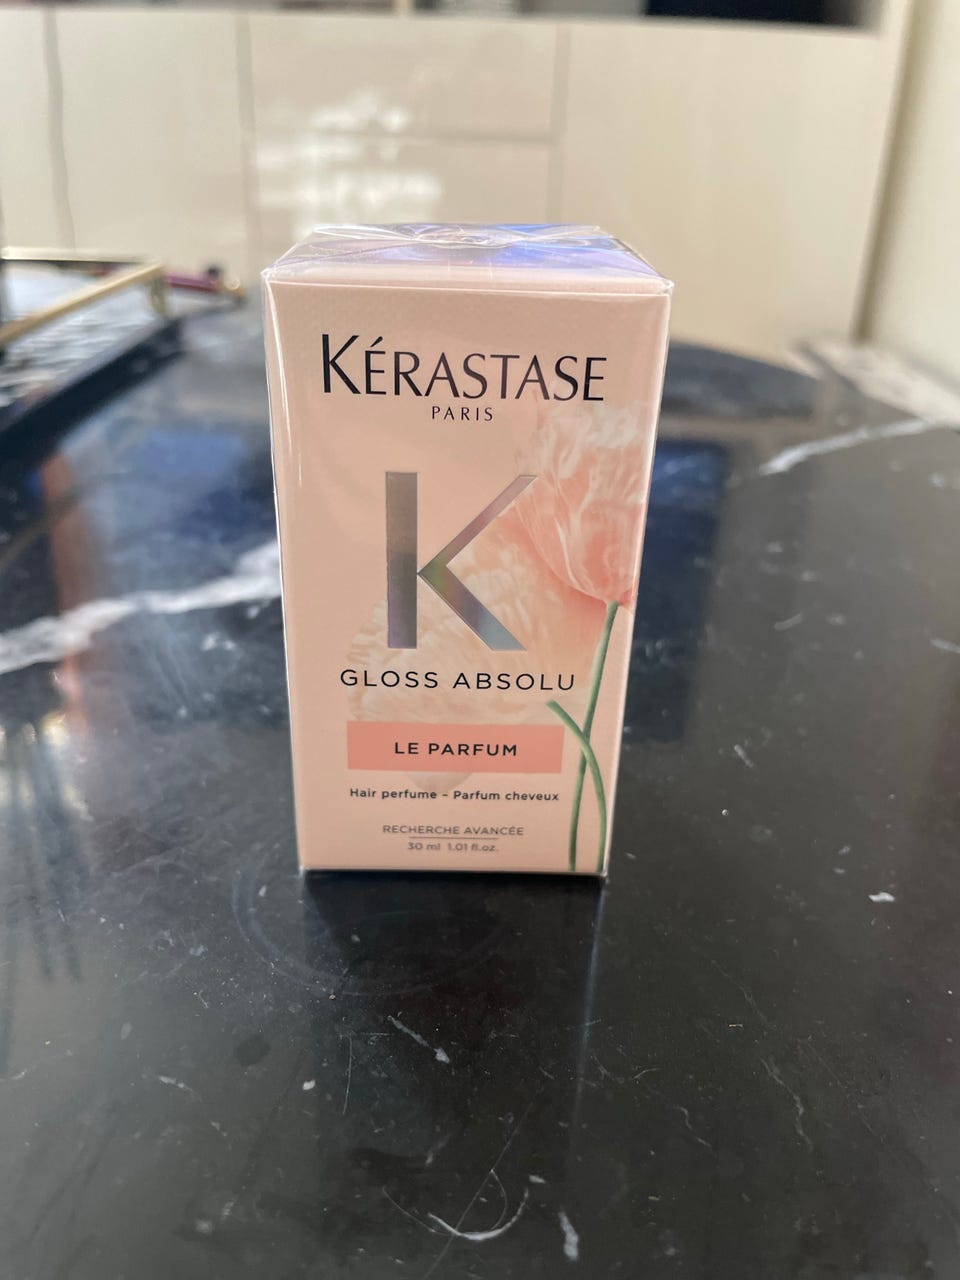 KÉRASTASE
PARIS
K
GLOSS ABSOLU
LE PARFUM
Hair perfume - Parfum cheveux
RECHERCHE AVANCÉE
30 ml 1.01 fl.oz.